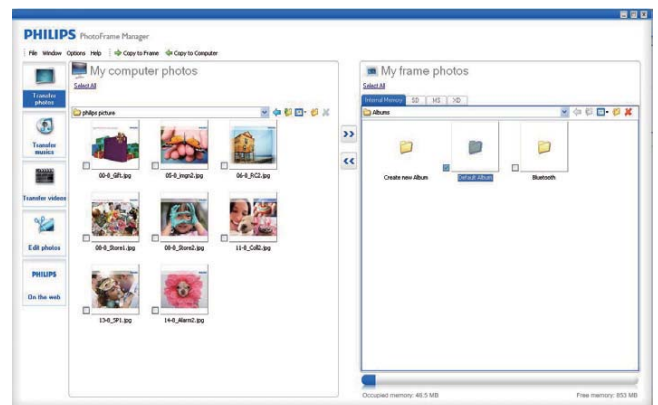 PHILIPS PhotoFrame Manager
File Window Options Help Copy to Frame Copy to Computer
Transfer photos
Transfer musics
Transfer videos
Edit photos
PHILIPS
On the web
My computer photos
Select All
philips picture
00-0_Gift.jpg 05-0_imgn2.jpg 06-0_RC2.jpg
08-0_Store1.jpg 08-0_Store2.jpg 11-0_Coll2.jpg
13-0_SP1.jpg 14-0_Alarm2.jpg
My frame photos
Select All
Internal Memory SD MS XD
Albums
Create new Album Default Album Bluetooth
Occupied memory: 48.5 MB Free memory: 853 MB